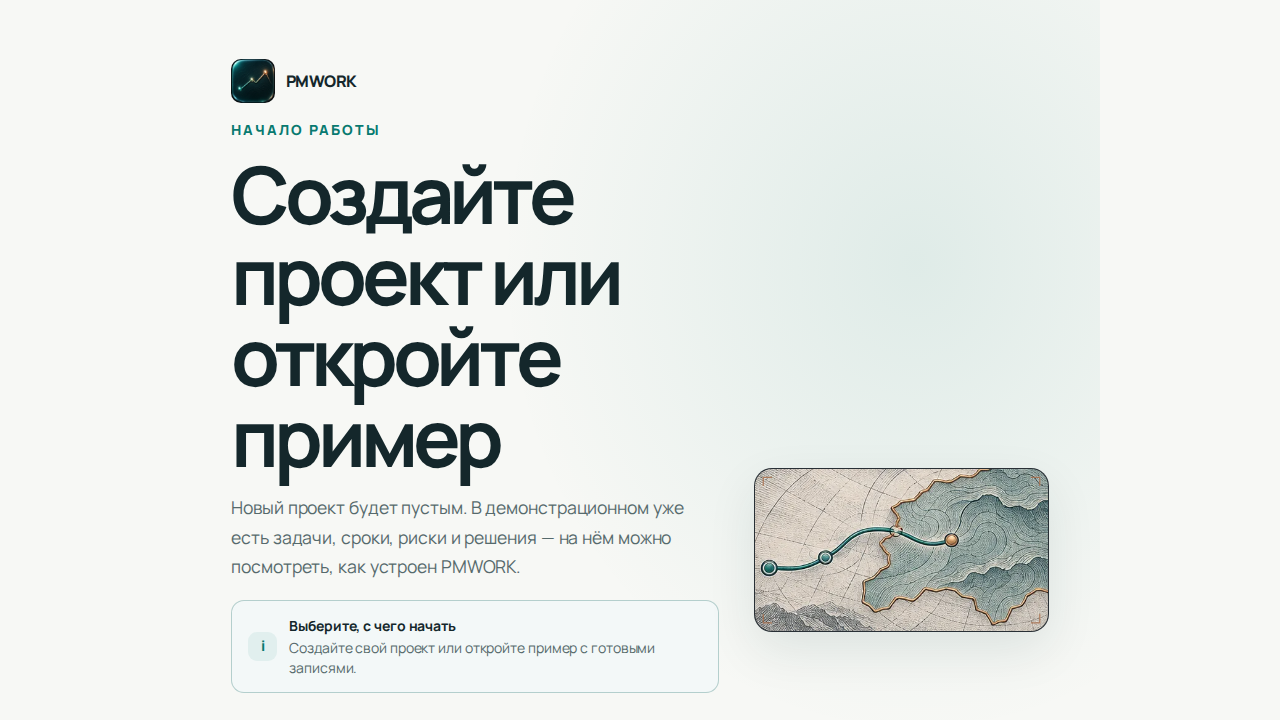 PMWORK
НАЧАЛО РАБОТЫ
Создайте
проект или
откройте
пример
Новый проект будет пустым. В демонстрационном уже
есть задачи, сроки, риски и решения — на нём можно
посмотреть, как устроен PMWORK.
i
Выберите, с чего начать
Создайте свой проект или откройте пример с готовыми
записями.